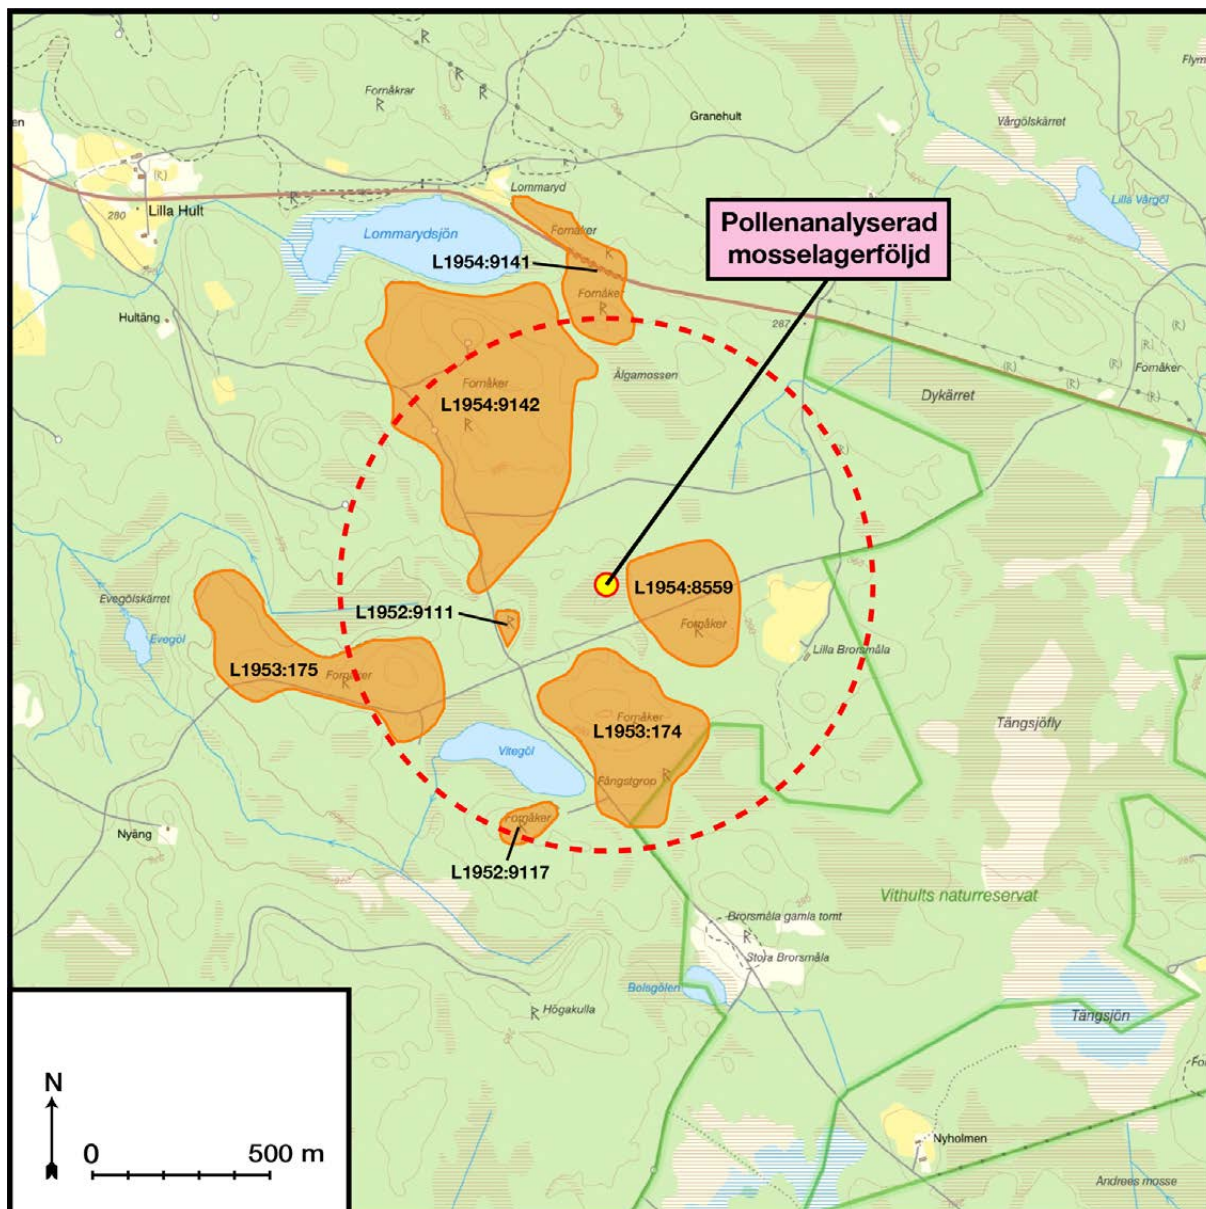 Flym
Fornåkrar
R
R
R
R
Granehult
Vårgölskärret
en
(R)
Lommaryd
Lilla Vårgöl
R
280
Lilla Hult
Lommarydsjön
Fornåker
R
Pollenanalyserad
mosselagerföljd
L1954:9141
Fornåker
R
Hultäng
287
(R)
(R)
(R)
(R)
(R)
(R)
Fornåker
Älgamossen
Fornåker
L1954:9142
R
Dykärret
(R)
Evegölskärret
L1954:8559
L1952:9111
R
Fornåker
R
Evegöl
Lilla Brorsmåla
L1953:175
Fornåker
R
Fornåker
L1953:174
Tängsjöfly
Vitegöl
Fångstgrop
R
Nyäng
Fornåker
R
L1952:9117
Vithults naturreservat
Brorsmåla gamla tomt
R
Stora Brorsmåla
Bolsgölen
R Högakulla
Tängsjön
N
0 500 m
Nyholmen
Andrees mosse